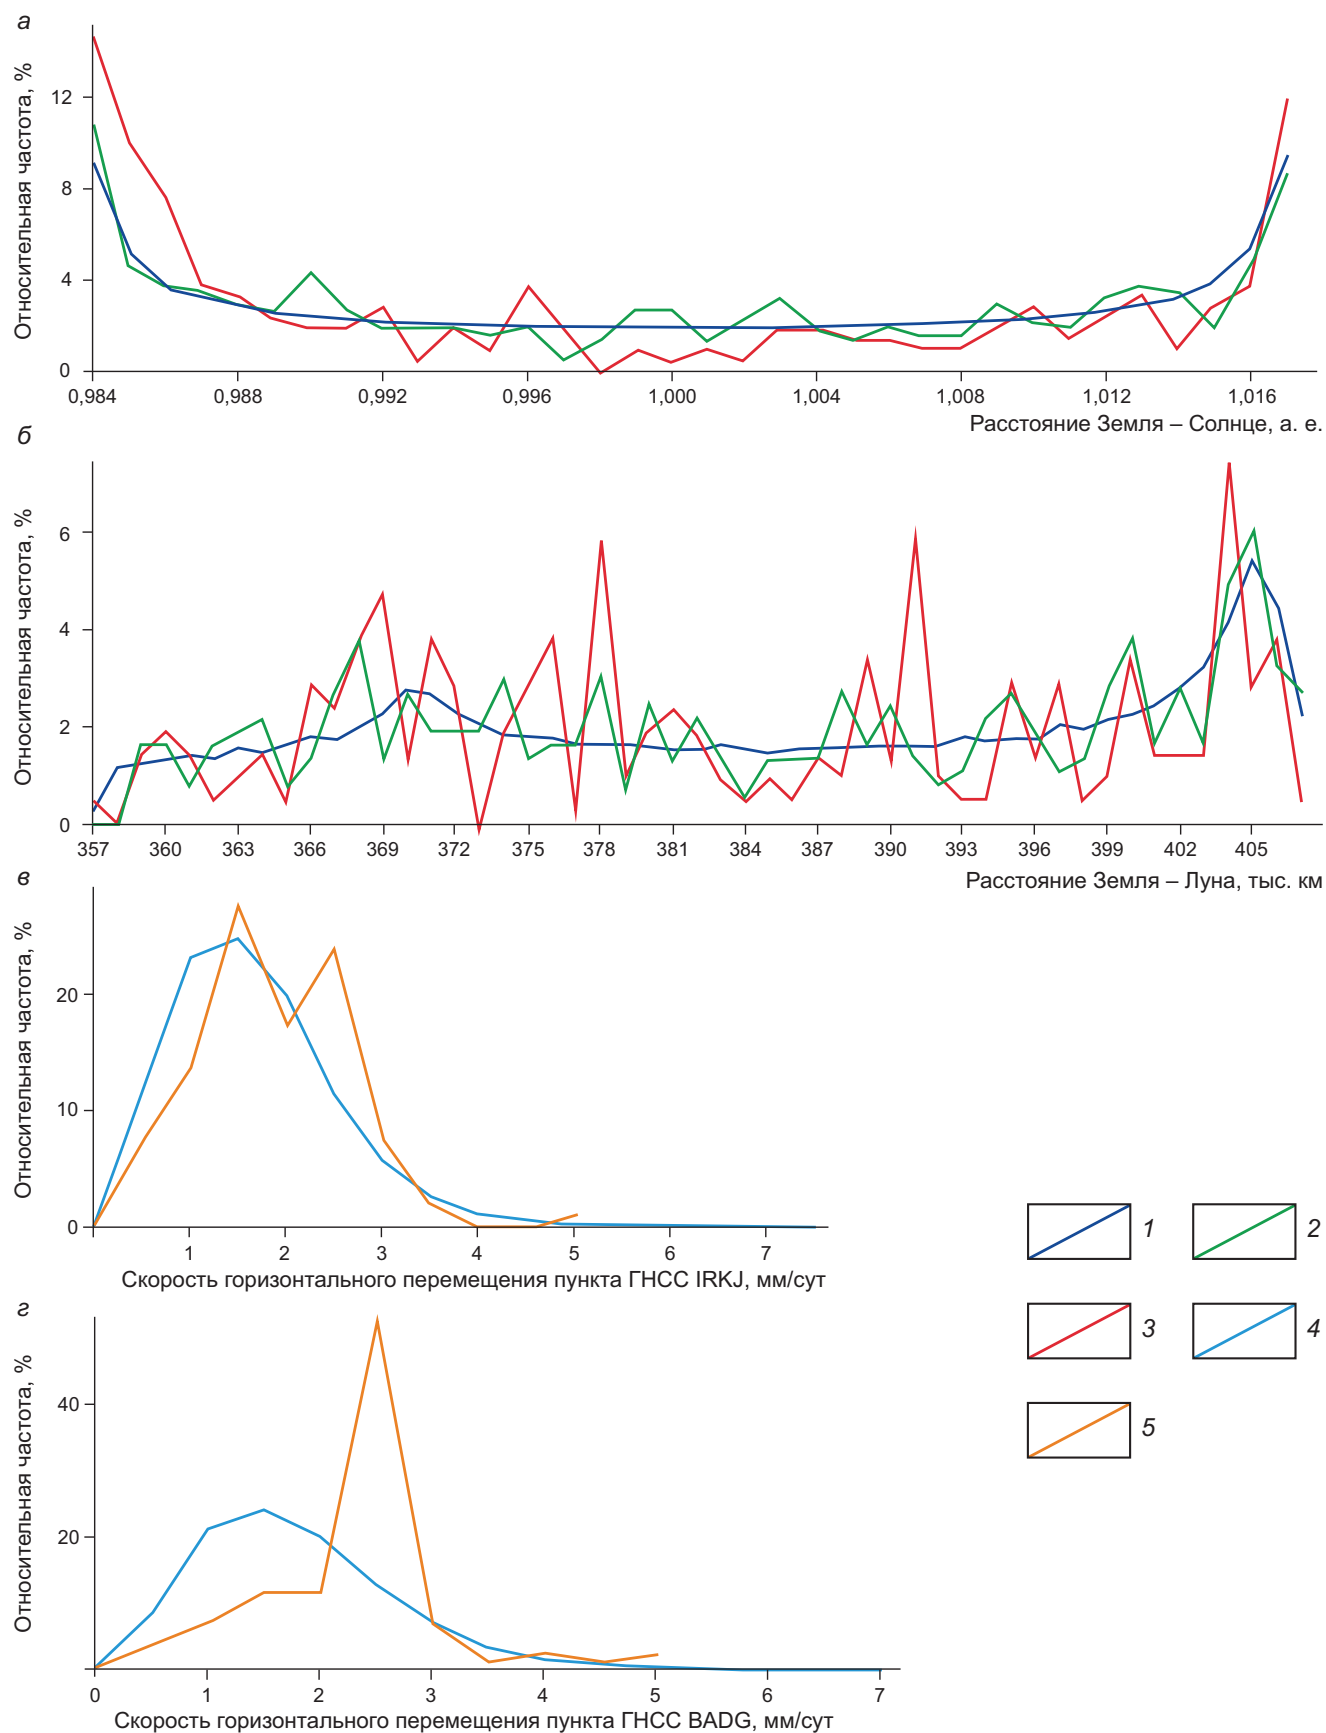 а
Относительная частота, %
12
8
4
0
0,984 0,988 0,992 0,996 1,000 1,004 1,008 1,012 1,016
Расстояние Земля – Солнце, а. е.
б
Относительная частота, %
6
4
2
0
357 360 363 366 369 372 375 378 381 384 387 390 393 396 399 402 405
Расстояние Земля – Луна, тыс. км
в
Относительная частота, %
20
10
0
1 2 3 4 5 6 7
Скорость горизонтального перемещения пункта ГНСС IRKJ, мм/сут
г
Относительная частота, %
40
20
0 1 2 3 4 5 6 7
Скорость горизонтального перемещения пункта ГНСС BADG, мм/сут
1 2
3 4
5